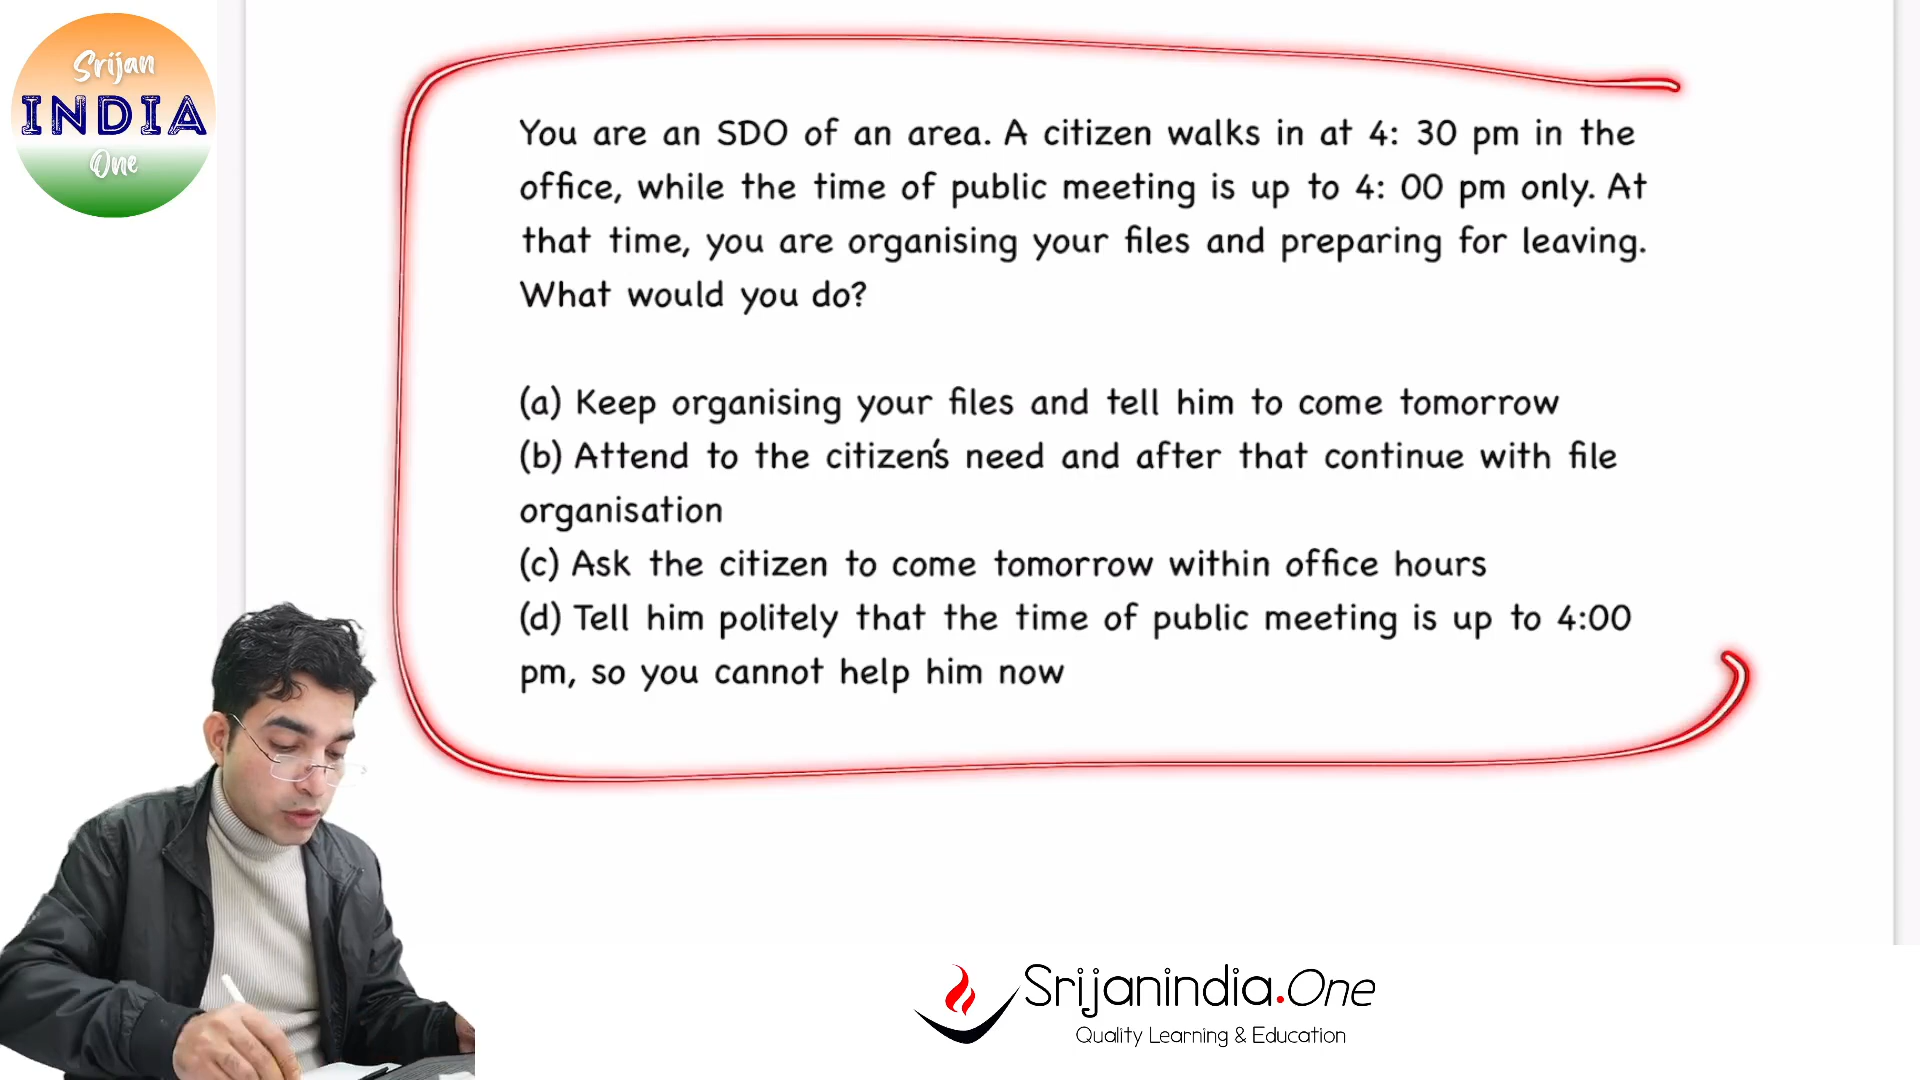 Srijan
INDIA
One
You are an SDO of an area. A citizen walks in at 4: 30 pm in the
office, while the time of public meeting is up to 4: 00 pm only. At
that time, you are organising your files and preparing for leaving.
What would you do?
(a) Keep organising your files and tell him to come tomorrow
(b) Attend to the citizen's need and after that continue with file
organisation
(c) Ask the citizen to come tomorrow within office hours
(d) Tell him politely that the time of public meeting is up to 4:00
pm, so you cannot help him now
Srijanindia.One
Quality Learning & Education